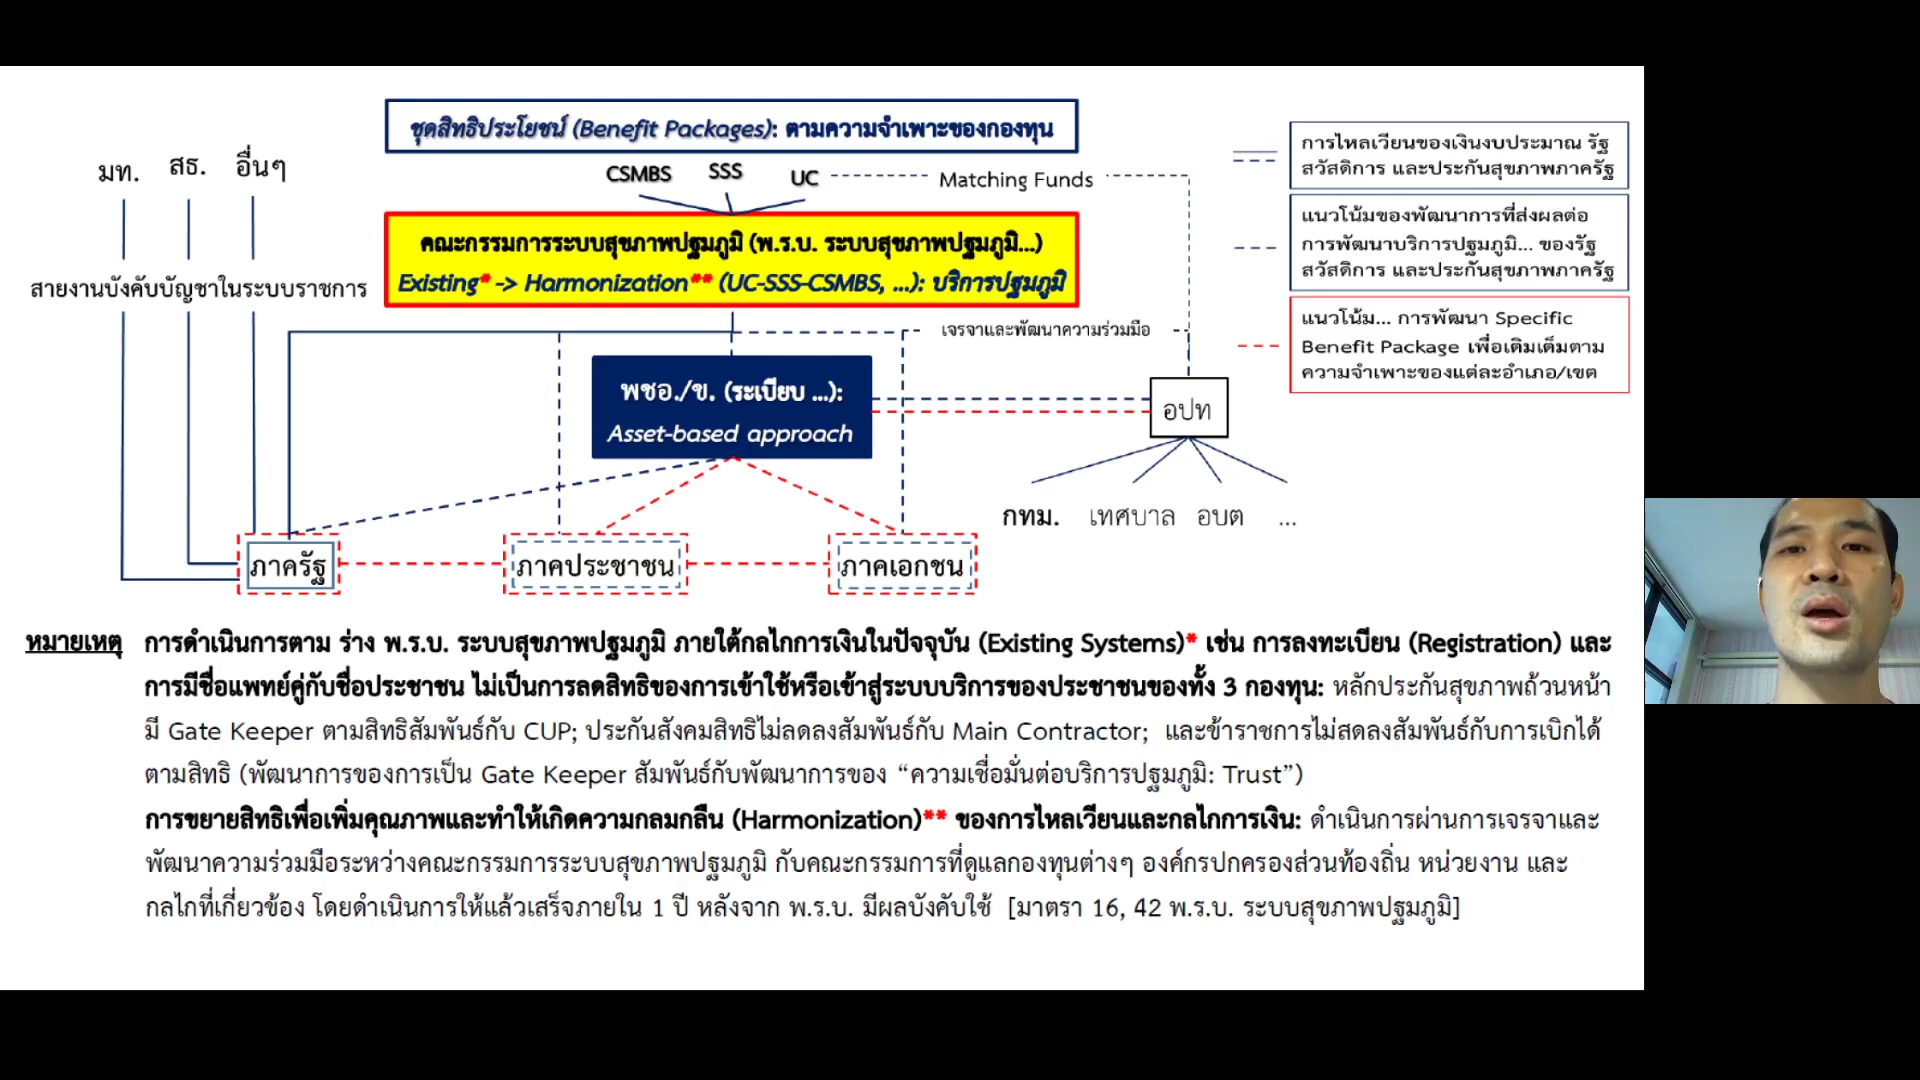 ชุดสิทธิประโยชน์ (Benefit Packages): ตามความจำเพาะของกองทุน
มท. สธ. อื่นๆ
CSMBS SSS UC Matching Funds
คณะกรรมการระบบสุขภาพปฐมภูมิ (พ.ร.บ. ระบบสุขภาพปฐมภูมิ...)
Existing* -> Harmonization** (UC-SSS-CSMBS, ...): บริการปฐมภูมิ
สายงานบังคับบัญชาในระบบราชการ
เจรจาและพัฒนาความร่วมมือ
พชอ./ข. (ระเบียบ ...):
Asset-based approach
อปท
กทม. เทศบาล อบต ...
ภาครัฐ ภาคประชาชน ภาคเอกชน
การไหลเวียนของเงินงบประมาณ รัฐ
สวัสดิการ และประกันสุขภาพภาครัฐ
แนวโน้มของพัฒนาการที่ส่งผลต่อ
การพัฒนาบริการปฐมภูมิ... ของรัฐ
สวัสดิการ และประกันสุขภาพภาครัฐ
แนวโน้ม... การพัฒนา Specific
Benefit Package เพื่อเติมเต็มตาม
ความจำเพาะของแต่ละอำเภอ/เขต
หมายเหตุ การดำเนินการตาม ร่าง พ.ร.บ. ระบบสุขภาพปฐมภูมิ ภายใต้กลไกการเงินในปัจจุบัน (Existing Systems)* เช่น การลงทะเบียน (Registration) และ
การมีชื่อแพทย์คู่กับชื่อประชาชน ไม่เป็นการลดสิทธิของการเข้าใช้หรือเข้าสู่ระบบบริการของประชาชนของทั้ง 3 กองทุน: หลักประกันสุขภาพถ้วนหน้า
มี Gate Keeper ตามสิทธิสัมพันธ์กับ CUP; ประกันสังคมสิทธิไม่ลดลงสัมพันธ์กับ Main Contractor; และข้าราชการไม่สดลงสัมพันธ์กับการเบิกได้
ตามสิทธิ (พัฒนาการของการเป็น Gate Keeper สัมพันธ์กับพัฒนาการของ “ความเชื่อมั่นต่อบริการปฐมภูมิ: Trust”)
การขยายสิทธิเพื่อเพิ่มคุณภาพและทำให้เกิดความกลมกลืน (Harmonization)** ของการไหลเวียนและกลไกการเงิน: ดำเนินการผ่านการเจรจาและ
พัฒนาความร่วมมือระหว่างคณะกรรมการระบบสุขภาพปฐมภูมิ กับคณะกรรมการที่ดูแลกองทุนต่างๆ องค์กรปกครองส่วนท้องถิ่น หน่วยงาน และ
กลไกที่เกี่ยวข้อง โดยดำเนินการให้แล้วเสร็จภายใน 1 ปี หลังจาก พ.ร.บ. มีผลบังคับใช้ [มาตรา 16, 42 พ.ร.บ. ระบบสุขภาพปฐมภูมิ]